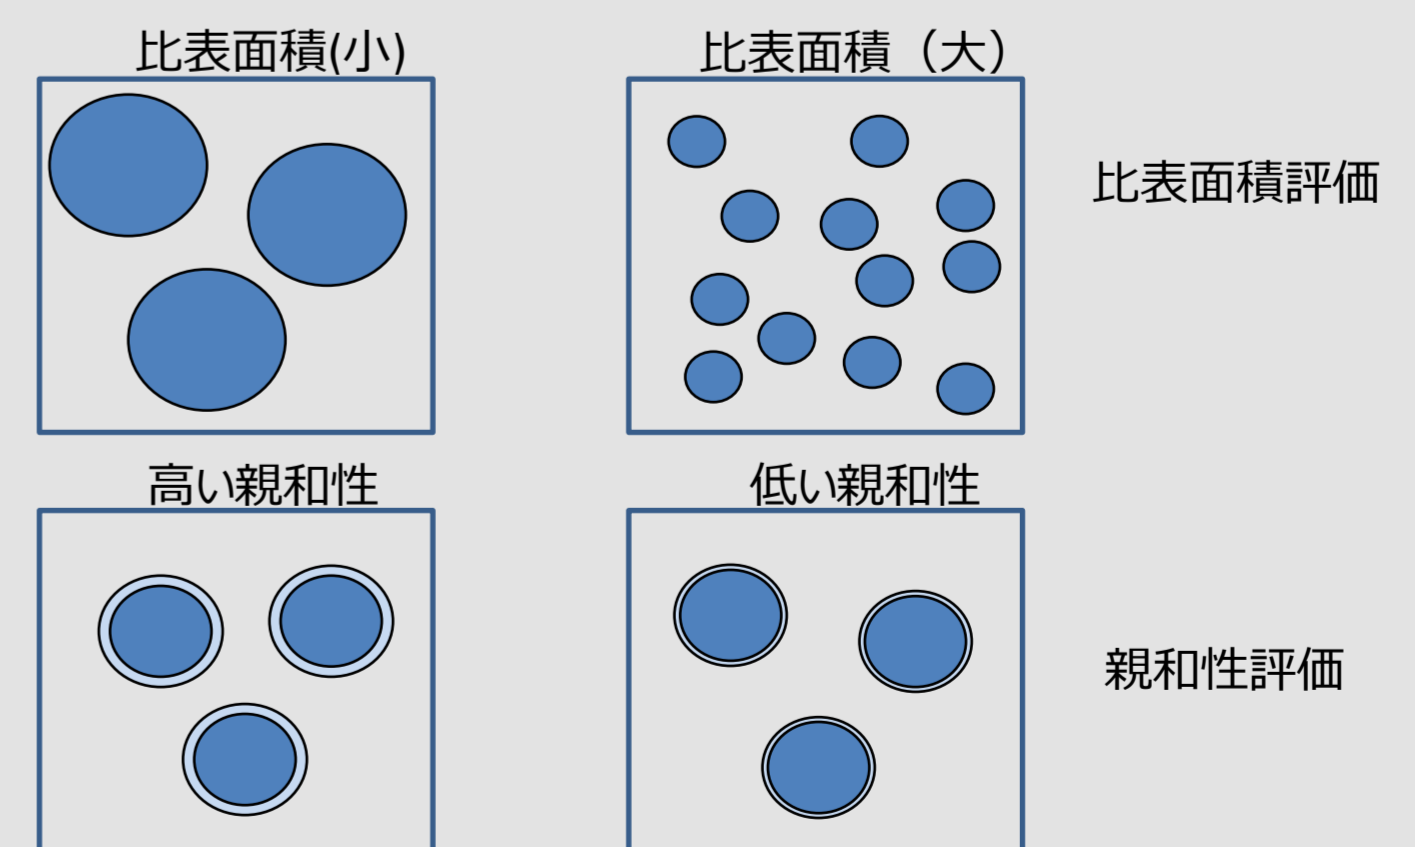 比表面積(小)
比表面積（大）
比表面積評価
高い親和性
低い親和性
親和性評価